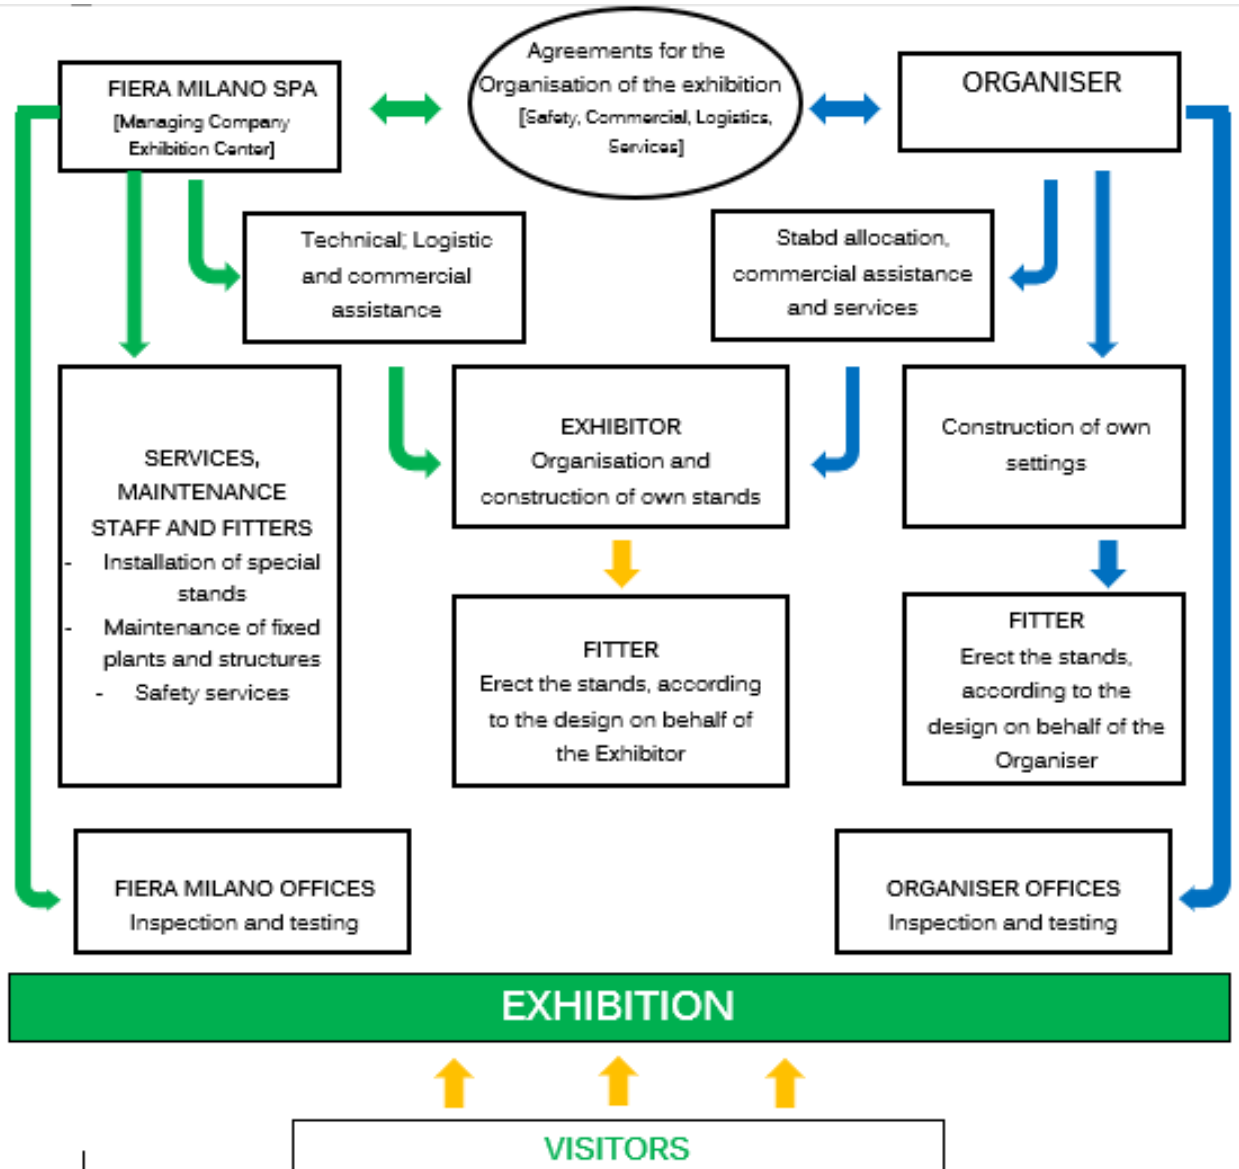 FIERA MILANO SPA
[Managing Company
Exhibition Center]
Agreements for the
Organisation of the exhibition
[Safety, Commercial, Logistics,
Services]
ORGANISER
Technical; Logistic
and commercial
assistance
Stabd allocation,
commercial assistance
and services
SERVICES,
MAINTENANCE
STAFF AND FITTERS
- Installation of special
stands
- Maintenance of fixed
plants and structures
- Safety services
EXHIBITOR
Organisation and
construction of own stands
Construction of own
settings
FITTER
Erect the stands, according
to the design on behalf of
the Exhibitor
FITTER
Erect the stands,
according to the
design on behalf of the
Organiser
FIERA MILANO OFFICES
Inspection and testing
ORGANISER OFFICES
Inspection and testing
EXHIBITION
VISITORS